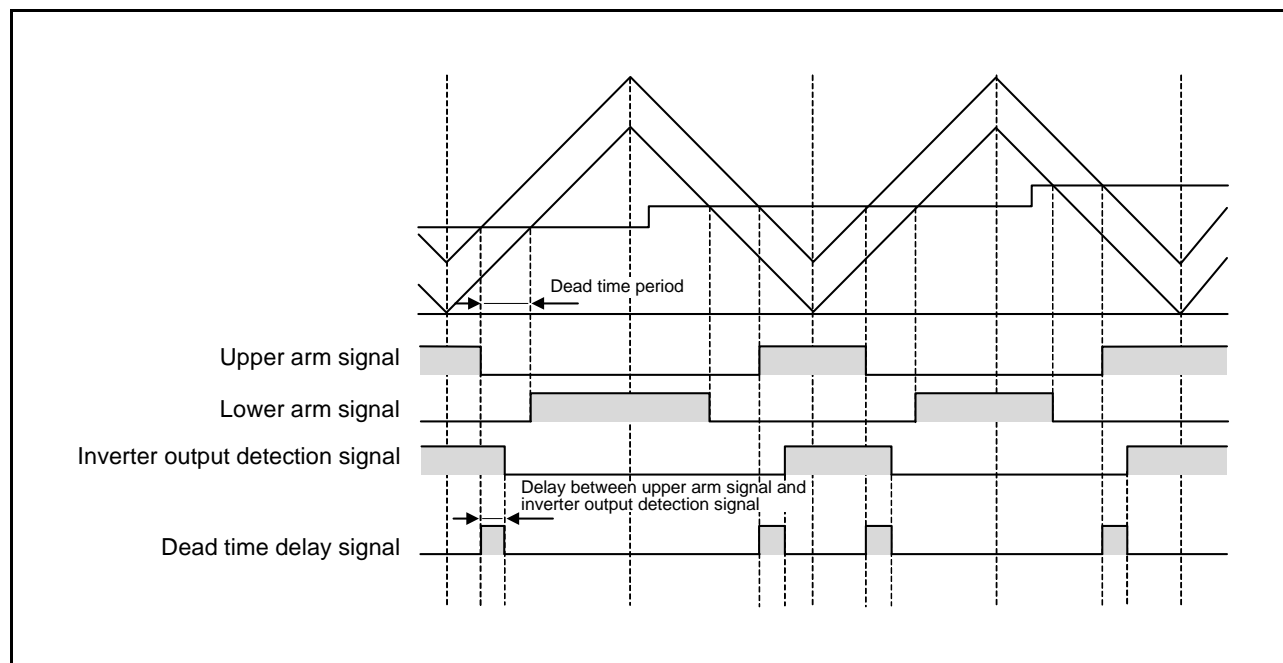 Dead time period
Upper arm signal
Lower arm signal
Inverter output detection signal
Delay between upper arm signal and
inverter output detection signal
Dead time delay signal